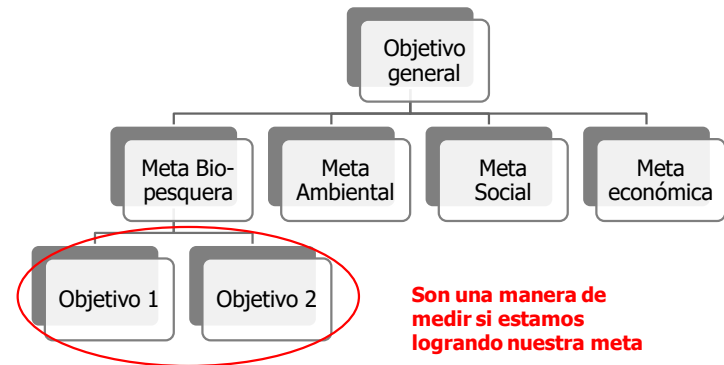 Objetivo
general
Meta Bio-
pesquera
Meta
Ambiental
Meta
Social
Meta
económica
Objetivo 1
Objetivo 2
Son una manera de
medir si estamos
logrando nuestra meta